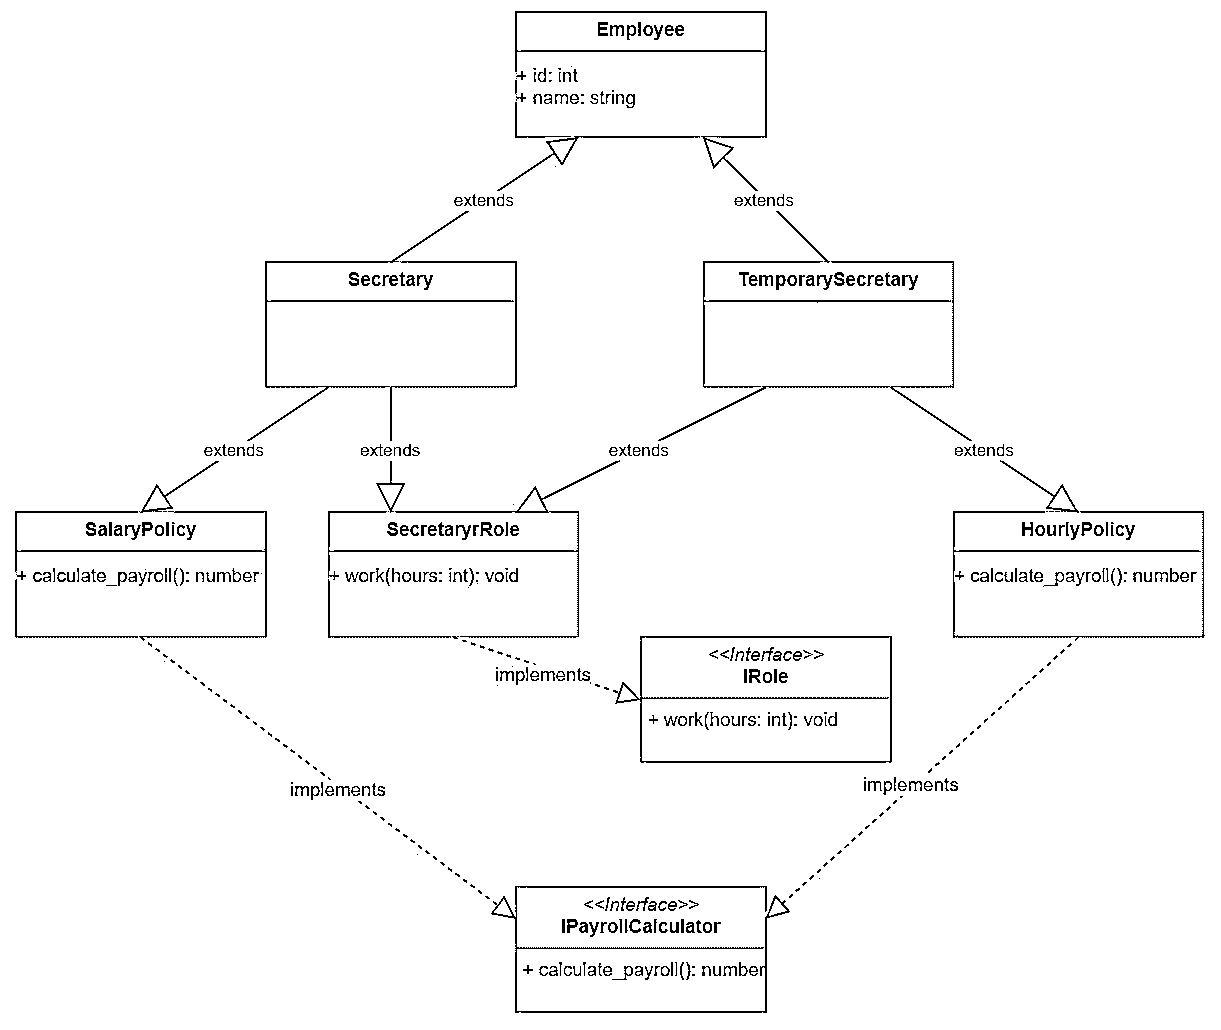 Employee
+ id: int
+ name: string
extends
extends
Secretary
TemporarySecretary
extends
extends
extends
extends
SalaryPolicy
+ calculate_payroll(): number
SecretaryrRole
+ work(hours: int); void
HourlyPolicy
+ calculate_payroll(): number
implements
<<Interface>>
IRole
+ work(hours: int): void
implements
implements
<<Interface>>
IPayrollCalculator
+ calculate_payroll(): number